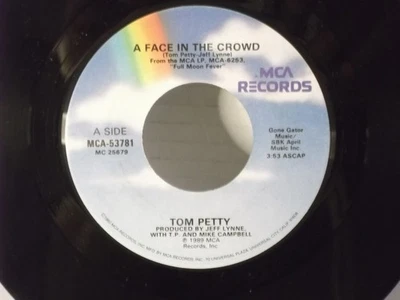 A FACE IN THE CROWD
(Tom Petty-Jeff Lynne)
From the MCA LP, MCA-6253,
"Full Moon Fever"
MCA
RECORDS
A SIDE
MCA-53781
MC 25679
Gone Gator
Music/
SBK April
Music Inc
3:53 ASCAP
TOM PETTY
PRODUCED BY JEFF LYNNE,
WITH T.P. AND MIKE CAMPBELL
℗ 1989 MCA
Records, Inc